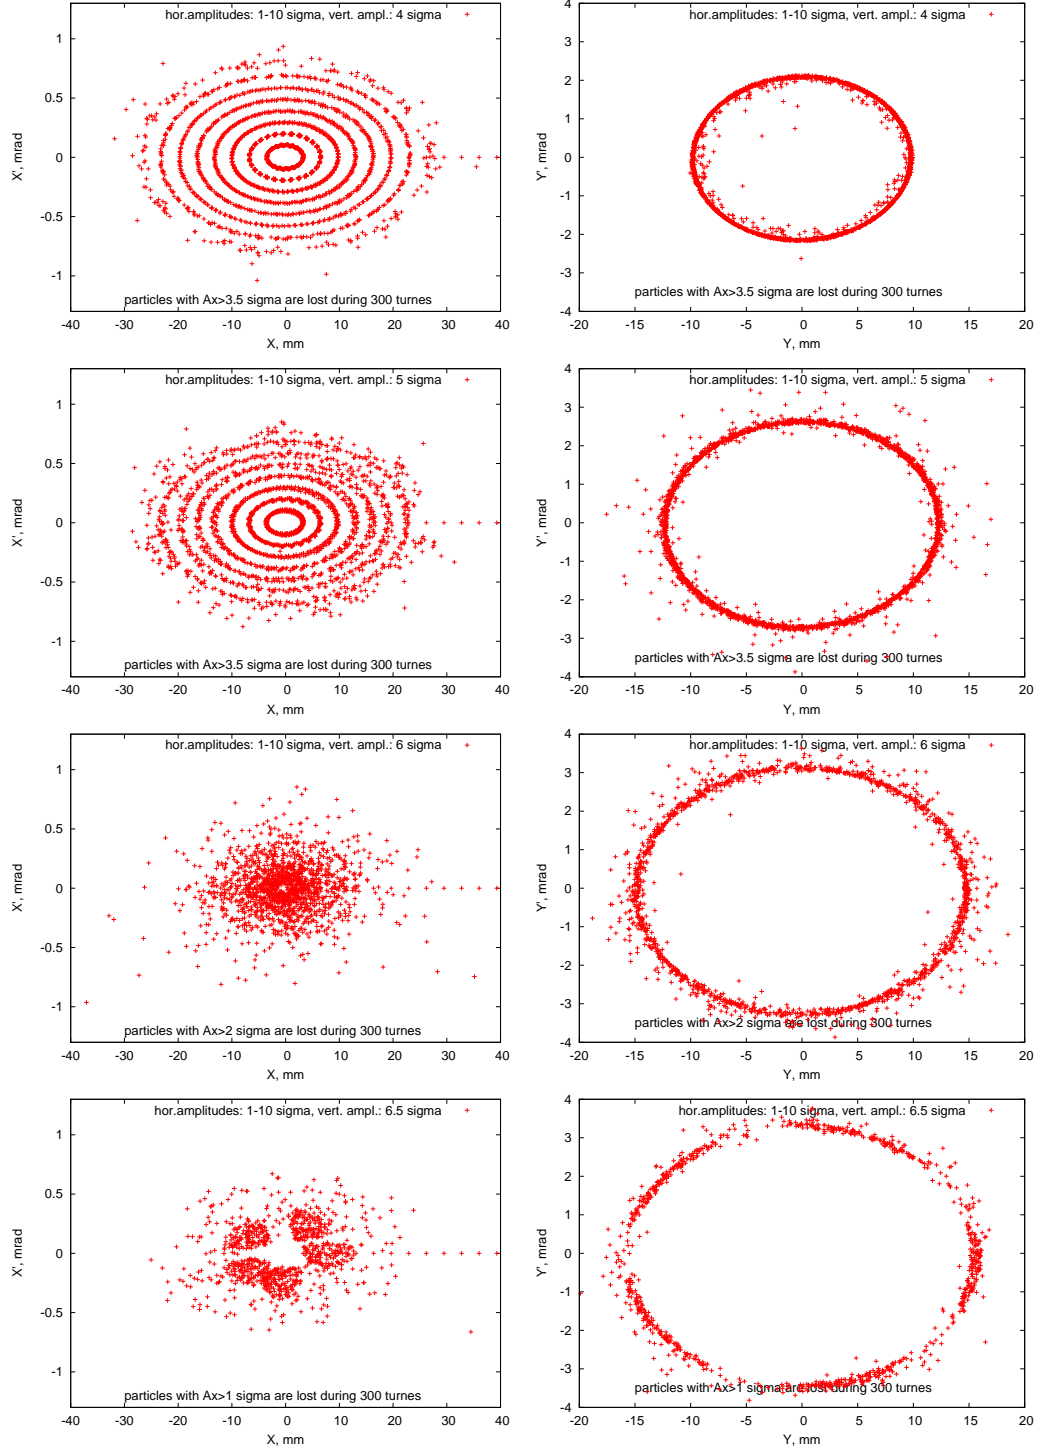 hor.amplitudes: 1-10 sigma, vert. ampl.: 4 sigma
X', mrad
1
0.5
0
-0.5
-1
particles with Ax>3.5 sigma are lost during 300 turnes
-40 -30 -20 -10 0 10 20 30 40
X, mm
hor.amplitudes: 1-10 sigma, vert. ampl.: 4 sigma
Y', mrad
4
3
2
1
0
-1
-2
-3
-4
particles with Ax>3.5 sigma are lost during 300 turnes
-20 -15 -10 -5 0 5 10 15 20
Y, mm
hor.amplitudes: 1-10 sigma, vert. ampl.: 5 sigma
X', mrad
1
0.5
0
-0.5
-1
particles with Ax>3.5 sigma are lost during 300 turnes
-40 -30 -20 -10 0 10 20 30 40
X, mm
hor.amplitudes: 1-10 sigma, vert. ampl.: 5 sigma
Y', mrad
4
3
2
1
0
-1
-2
-3
-4
particles with Ax>3.5 sigma are lost during 300 turnes
-20 -15 -10 -5 0 5 10 15 20
Y, mm
hor.amplitudes: 1-10 sigma, vert. ampl.: 6 sigma
X', mrad
1
0.5
0
-0.5
-1
particles with Ax>2 sigma are lost during 300 turnes
-40 -30 -20 -10 0 10 20 30 40
X, mm
hor.amplitudes: 1-10 sigma, vert. ampl.: 6 sigma
Y', mrad
4
3
2
1
0
-1
-2
-3
-4
particles with Ax>2 sigma are lost during 300 turnes
-20 -15 -10 -5 0 5 10 15 20
Y, mm
hor.amplitudes: 1-10 sigma, vert. ampl.: 6.5 sigma
X', mrad
1
0.5
0
-0.5
-1
particles with Ax>1 sigma are lost during 300 turnes
-40 -30 -20 -10 0 10 20 30 40
X, mm
hor.amplitudes: 1-10 sigma, vert. ampl.: 6.5 sigma
Y', mrad
4
3
2
1
0
-1
-2
-3
-4
particles with Ax>1 sigma are lost during 300 turnes
-20 -15 -10 -5 0 5 10 15 20
Y, mm